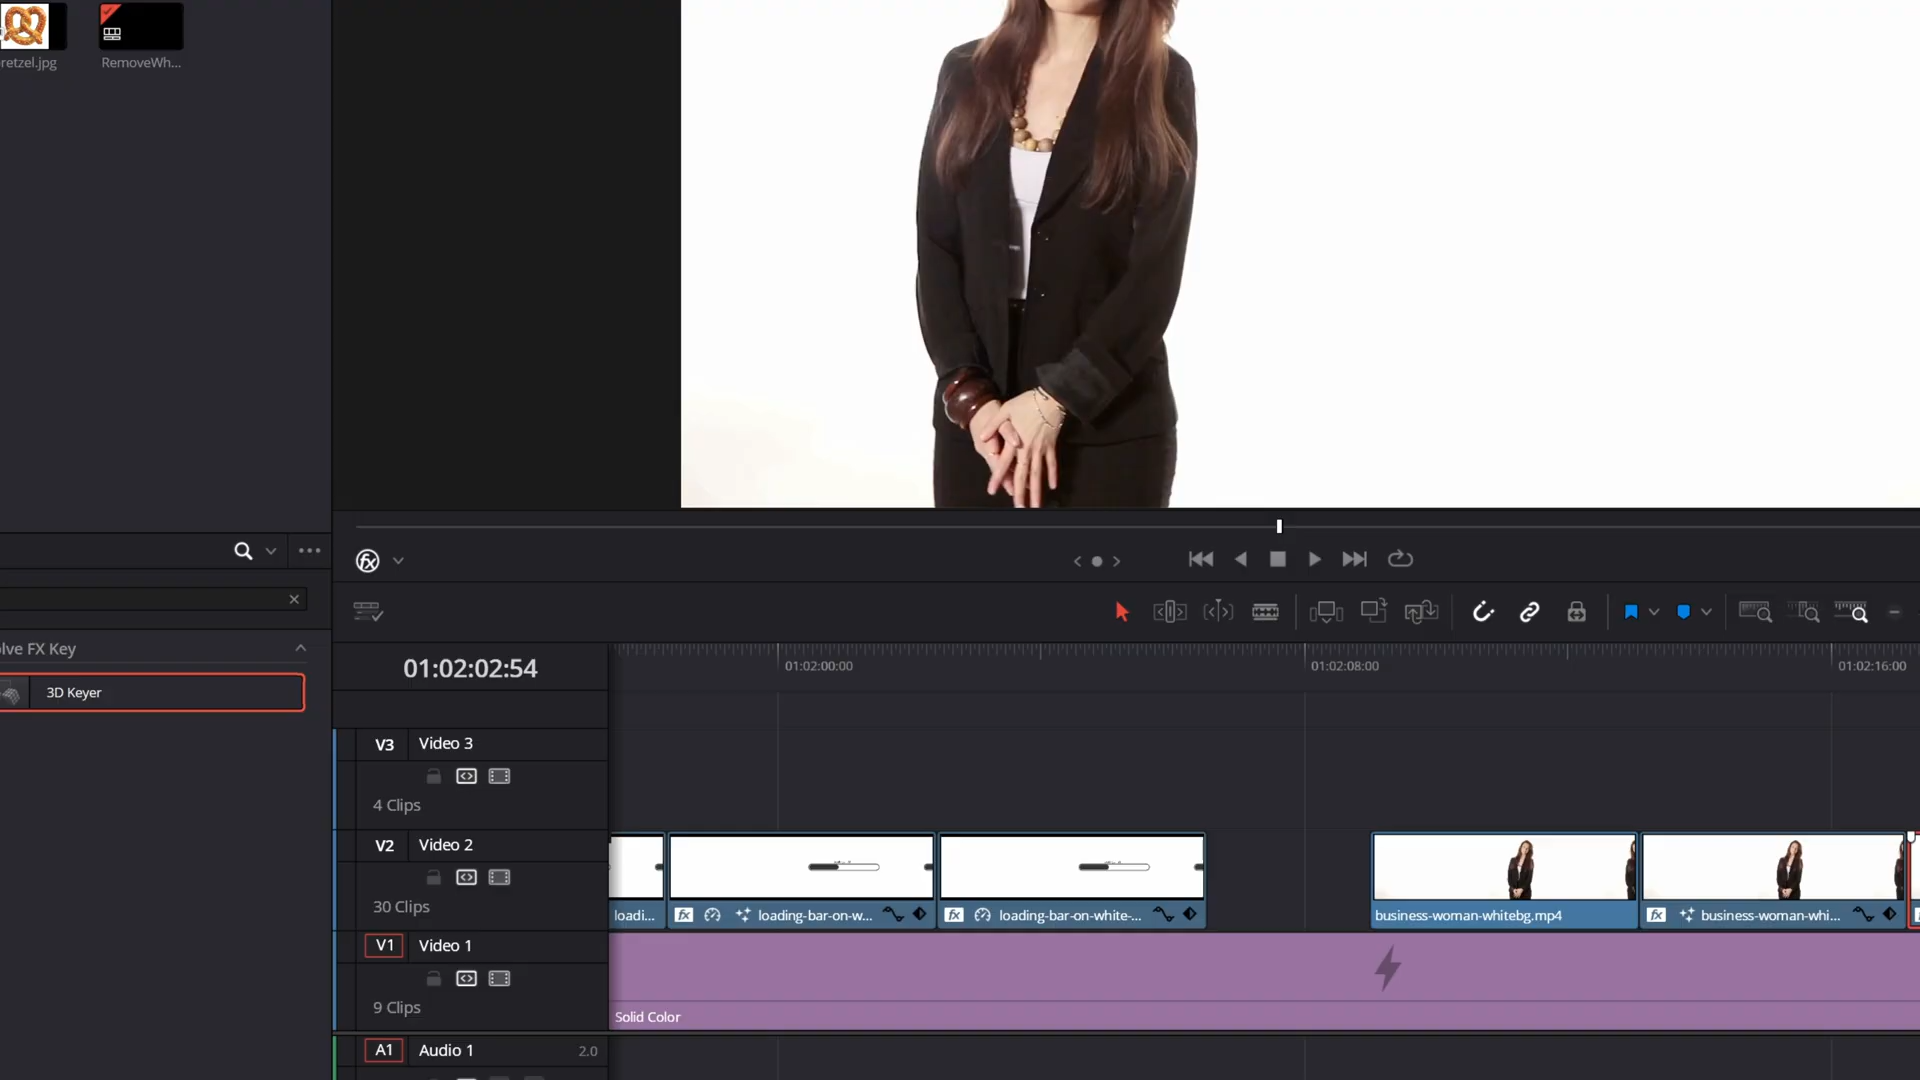 retzel.jpg
RemoveWh...
lve FX Key
3D Keyer
01:02:02:54
01:02:00:00
01:02:08:00
01:02:16:00
V3 Video 3
4 Clips
V2 Video 2
30 Clips
loadi...
fx loading-bar-on-w...
fx loading-bar-on-white-...
business-woman-whitebg.mp4
fx business-woman-whi...
V1 Video 1
9 Clips
Solid Color
A1 Audio 1 2.0